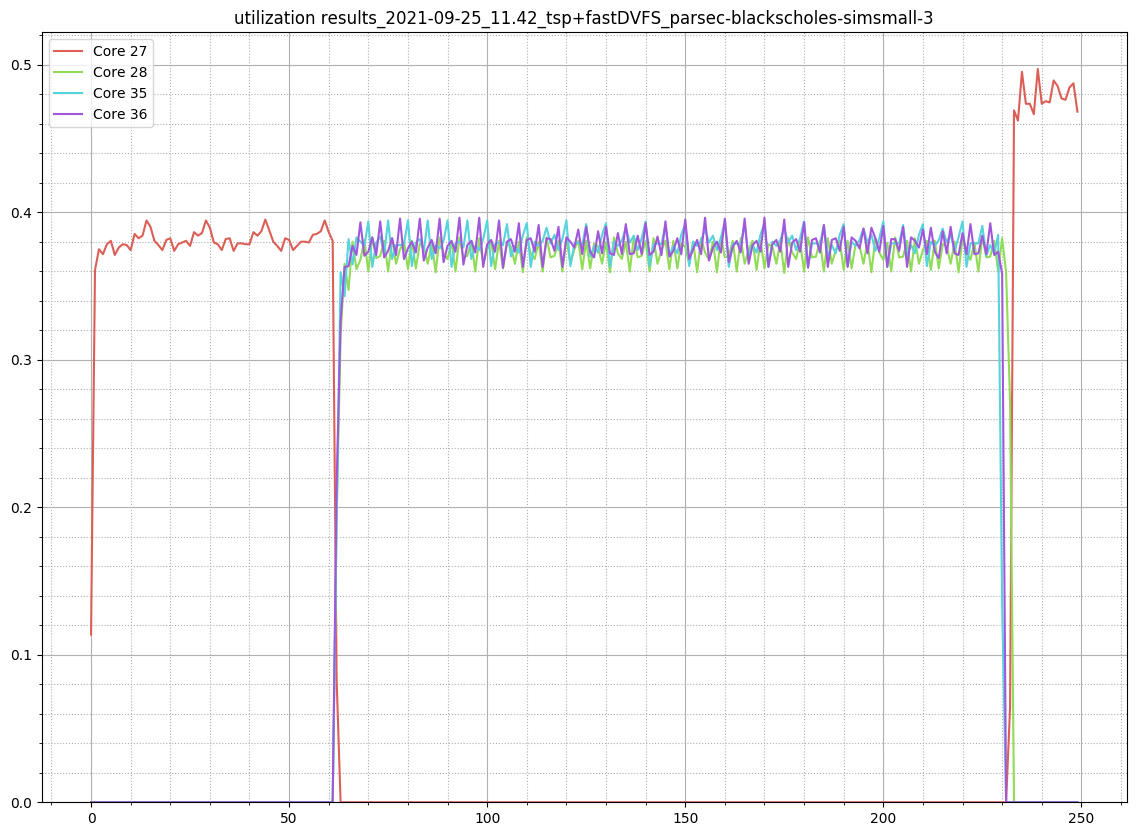 utilization results_2021-09-25_11.42_tsp+fastDVFS_parsec-blackscholes-simsmall-3
Core 27
Core 28
Core 35
Core 36
0.5
0.4
0.3
0.2
0.1
0.0
0 50 100 150 200 250